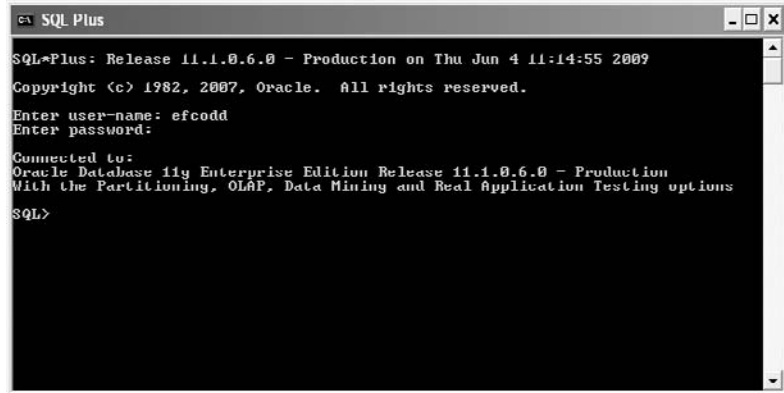 SQL Plus
SQL*Plus: Release 11.1.0.6.0 - Production on Thu Jun 4 11:14:55 2009
Copyright (c) 1982, 2007, Oracle. All rights reserved.
Enter user-name: efcodd
Enter password:
Connected to:
Oracle Database 11g Enterprise Edition Release 11.1.0.6.0 - Production
With the Partitioning, OLAP, Data Mining and Real Application Testing options
SQL>